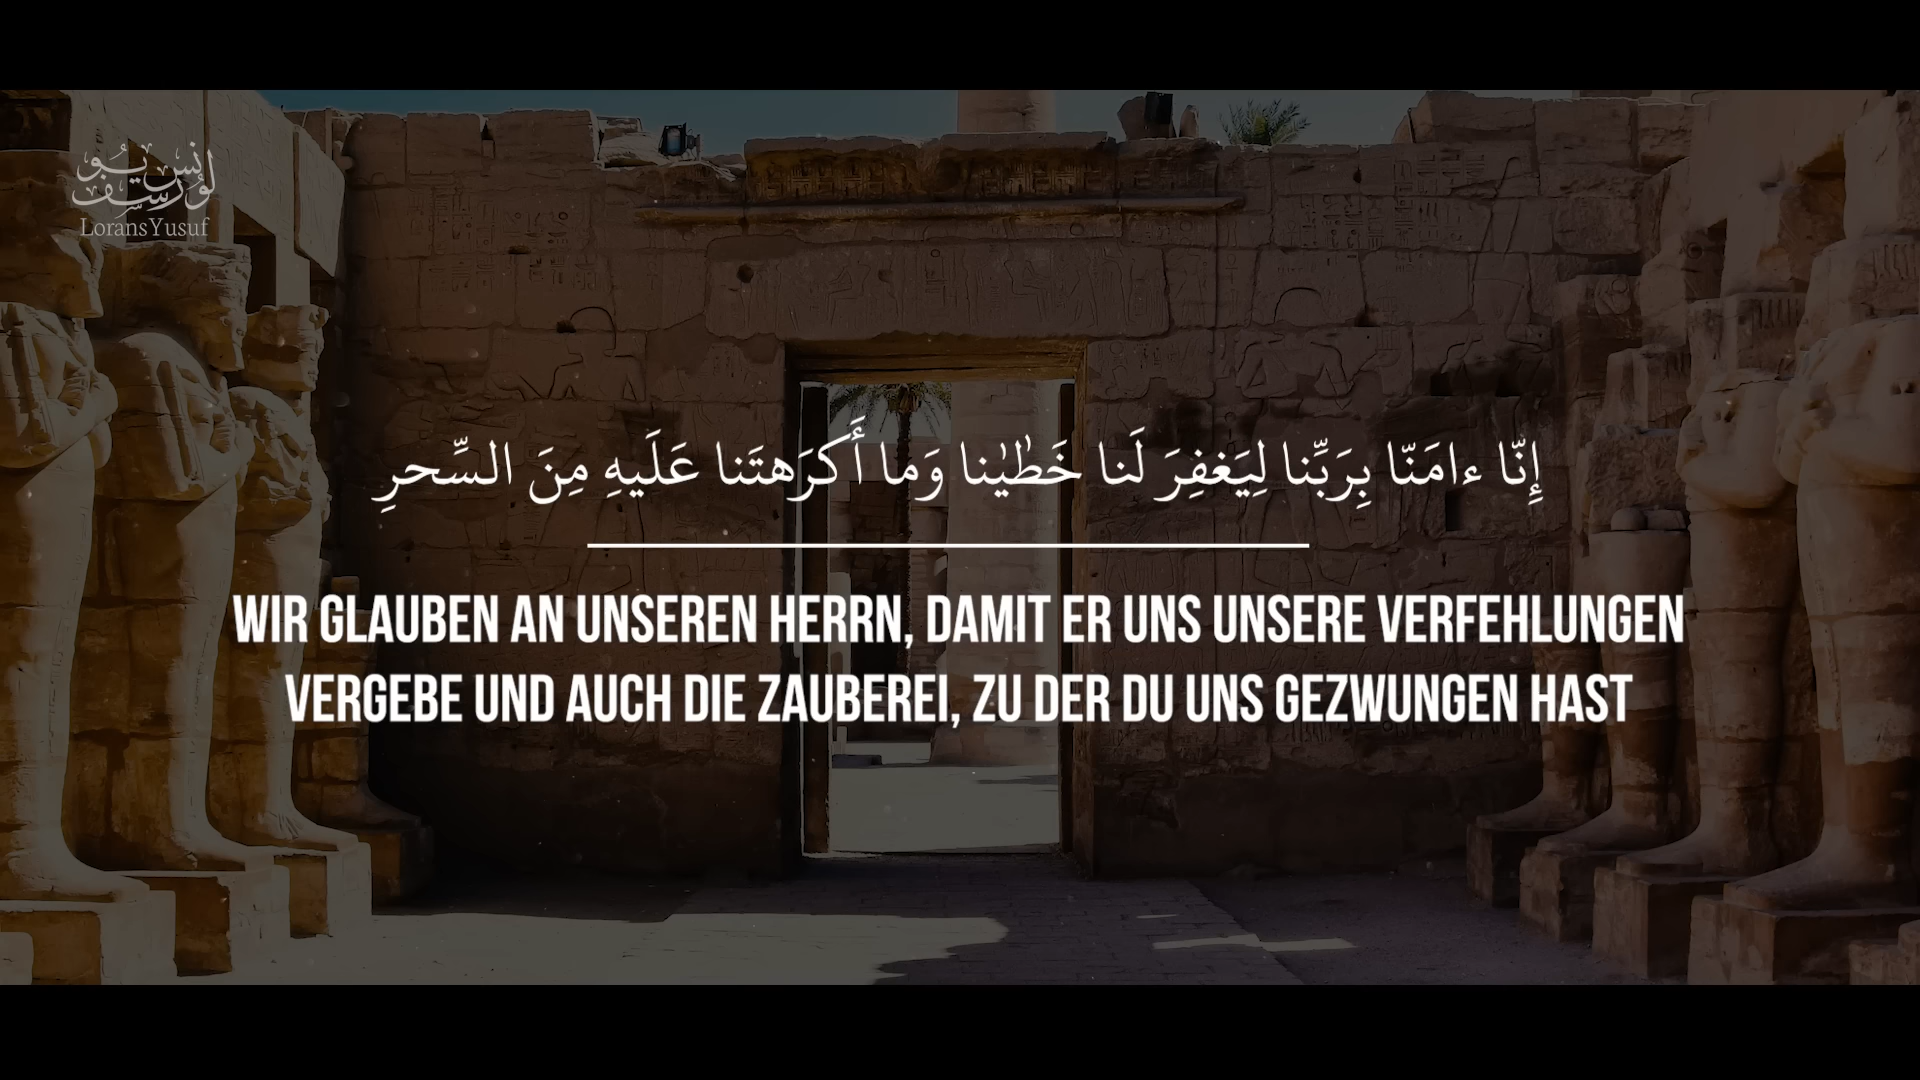 لورنس يوسف
LoransYusuf
إِنّا ءامَنّا بِرَبِّنا لِيَغفِرَ لَنا خَطٰيٰنا وَما أَكرَهتَنا عَلَيهِ مِنَ السِّحرِ
WIR GLAUBEN AN UNSEREN HERRN, DAMIT ER UNS UNSERE VERFEHLUNGEN
VERGEBE UND AUCH DIE ZAUBEREI, ZU DER DU UNS GEZWUNGEN HAST